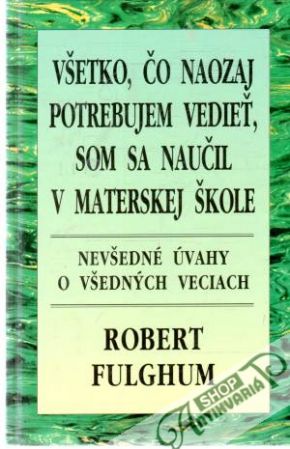 VŠETKO, ČO NAOZAJ
POTREBUJEM VEDIEŤ,
SOM SA NAUČIL
V MATERSKEJ ŠKOLE
NEVŠEDNÉ ÚVAHY
O VŠEDNÝCH VECIACH
ROBERT
FULGHUM
SHOP
ANTIKVARIÁT